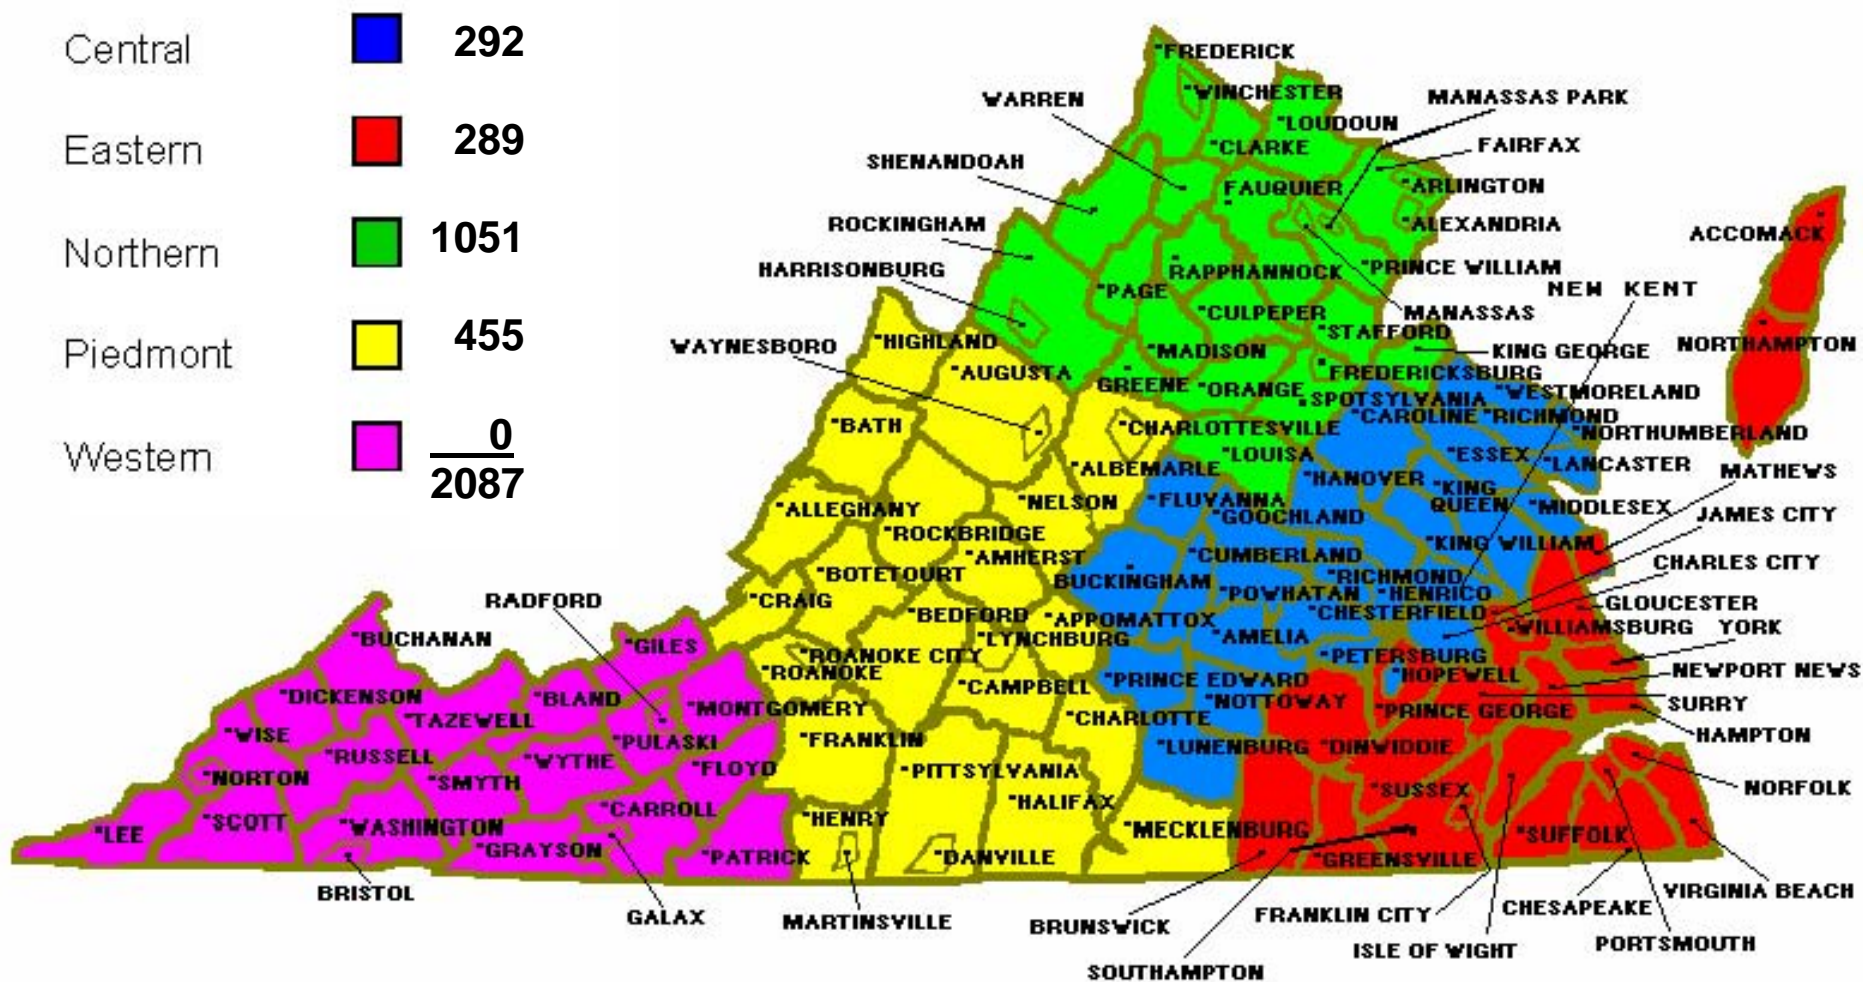 Central 292
Eastern 289
Northern 1051
Piedmont 455
Western 0
2087
FREDERICK
WINCHESTER
WARREN
MANASSAS PARK
LOUDOUN
CLARKE
FAIRFAX
SHENANDOAH
FAUQUIER
ARLINGTON
ROCKINGHAM
ALEXANDRIA
ACCOMACK
HARRISONBURG
RAPPHANNOCK
PRINCE WILLIAM
PAGE
NEW KENT
CULPEPER
MANASSAS
STAFFORD
WAYNESBORO
HIGHLAND
MADISON
KING GEORGE
NORTHAMPTON
AUGUSTA
GREENE
ORANGE
FREDERICKSBURG
SPOTSYLVANIA
WESTMORELAND
CAROLINE
RICHMOND
BATH
CHARLOTTESVILLE
NORTHUMBERLAND
LOUISA
ESSEX
LANCASTER
ALBEMARLE
HANOVER
MATHEWS
KING
QUEEN
NELSON
FLUVANNA
MIDDLESEX
ALLEGHANY
GOOCHLAND
JAMES CITY
ROCKBRIDGE
KING WILLIAM
AMHERST
CUMBERLAND
CHARLES CITY
BOTETOURT
BUCKINGHAM
RICHMOND
POWHATAN
HENRICO
RADFORD
CRAIG
GLOUCESTER
BEDFORD
APPOMATTOX
CHESTERFIELD
WILLIAMSBURG
YORK
BUCHANAN
GILES
LYNCHBURG
AMELIA
ROANOKE CITY
PETERSBURG
ROANOKE
HOPEWELL
NEWPORT NEWS
CAMPBELL
PRINCE EDWARD
DICKENSON
BLAND
MONTGOMERY
NOTTOWAY
PRINCE GEORGE
SURRY
TAZEWELL
CHARLOTTE
WISE
PULASKI
FRANKLIN
LUNENBURG
DINWIDDIE
HAMPTON
RUSSELL
WYTHE
FLOYD
PITTSYLVANIA
NORTON
SMYTH
SUSSEX
NORFOLK
CARROLL
HALIFAX
LEE
SCOTT
WASHINGTON
HENRY
MECKLENBURG
SUFFOLK
GRAYSON
PATRICK
DANVILLE
GREENSVILLE
BRISTOL
VIRGINIA BEACH
GALAX
MARTINSVILLE
BRUNSWICK
FRANKLIN CITY
CHESAPEAKE
ISLE OF WIGHT
PORTSMOUTH
SOUTHAMPTON